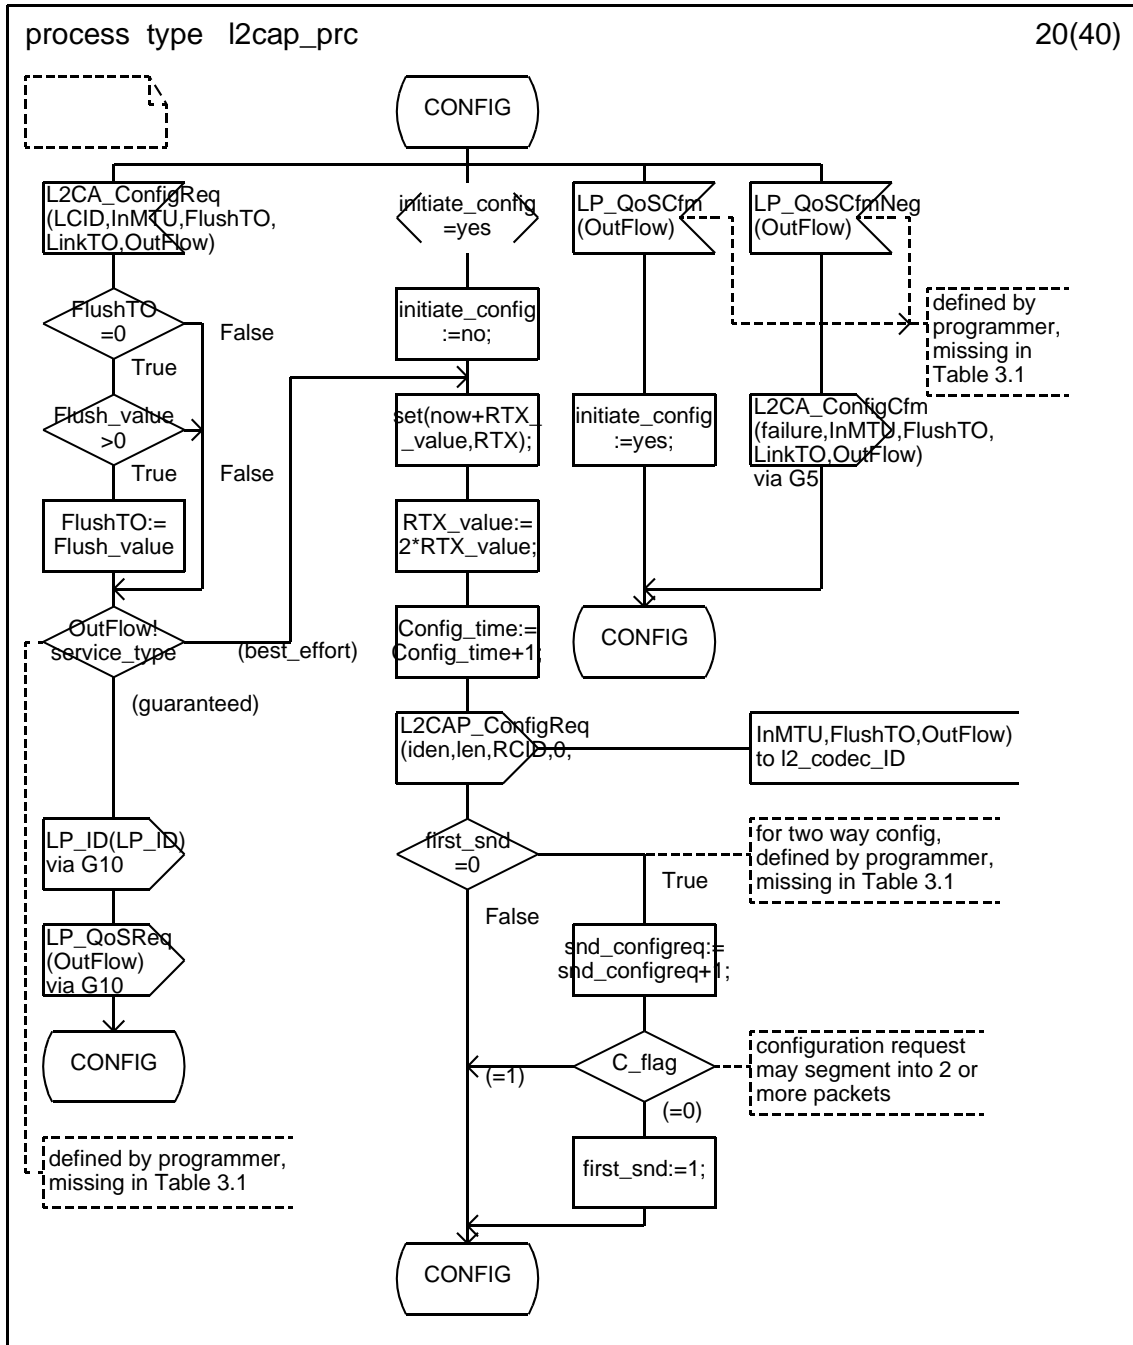 process type l2cap_prc
20(40)
CONFIG
L2CA_ConfigReq
(LCID,InMTU,FlushTO,
LinkTO,OutFlow)
FlushTO
=0
False
True
Flush_value
>0
True
False
FlushTO:=
Flush_value
OutFlow!
service_type
(best_effort)
(guaranteed)
LP_ID(LP_ID)
via G10
LP_QoSReq
(OutFlow)
via G10
CONFIG
defined by programmer,
missing in Table 3.1
initiate_config
=yes
initiate_config
:=no;
set(now+RTX_
_value,RTX);
RTX_value:=
2*RTX_value;
Config_time:=
Config_time+1;
L2CAP_ConfigReq
(iden,len,RCID,0,
InMTU,FlushTO,OutFlow)
to l2_codec_ID
first_snd
=0
True
False
for two way config,
defined by programmer,
missing in Table 3.1
snd_configreq:=
snd_configreq+1;
C_flag
(=1)
(=0)
configuration request
may segment into 2 or
more packets
first_snd:=1;
CONFIG
LP_QoSCfm
(OutFlow)
initiate_config
:=yes;
CONFIG
LP_QoSCfmNeg
(OutFlow)
defined by
programmer,
missing in
Table 3.1
L2CA_ConfigCfm
(failure,InMTU,FlushTO,
LinkTO,OutFlow)
via G5